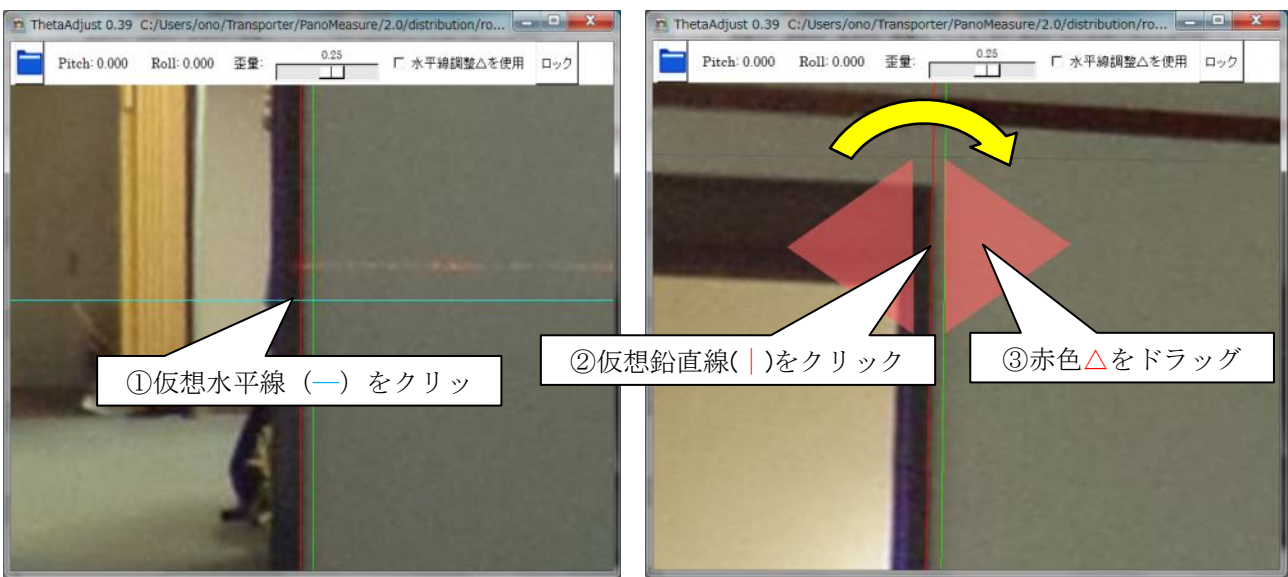 ThetaAdjust 0.39 C:/Users/ono/Transporter/PanoMeasure/2.0/distribution/ro...
Pitch: 0.000 Roll: 0.000 歪量: 0.25 水平線調整△を使用 ロック
①仮想水平線（―）をクリッ
ThetaAdjust 0.39 C:/Users/ono/Transporter/PanoMeasure/2.0/distribution/ro...
Pitch: 0.000 Roll: 0.000 歪量: 0.25 水平線調整△を使用 ロック
②仮想鉛直線(｜)をクリック
③赤色△をドラッグ